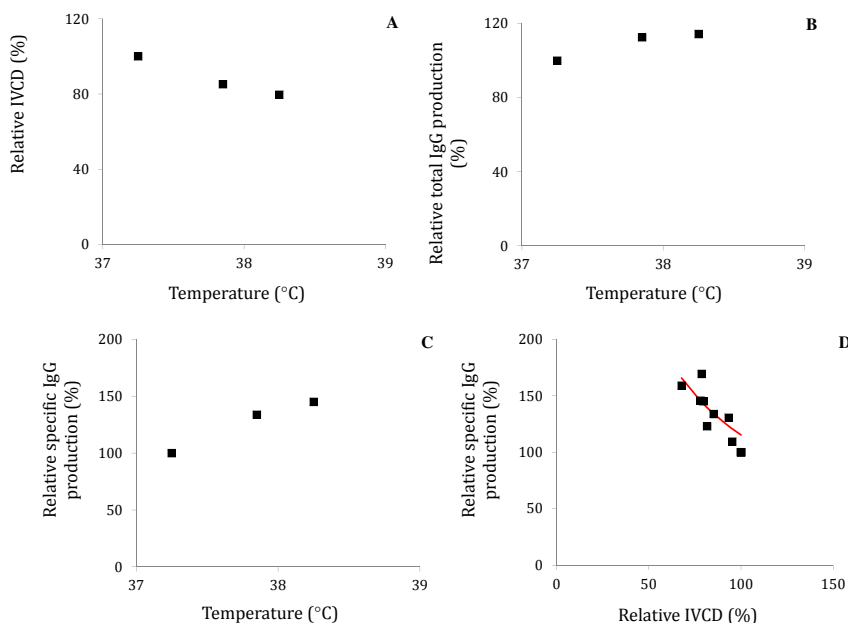 A
Relative IVCD (%)
120
80
40
0
37
38
39
Temperature (°C)
B
Relative total IgG production
(%)
120
80
40
0
37
38
39
Temperature (°C)
C
Relative specific IgG
production (%)
200
150
100
50
0
37
38
39
Temperature (°C)
D
Relative specific IgG
production (%)
200
150
100
50
0
0
50
100
150
Relative IVCD (%)